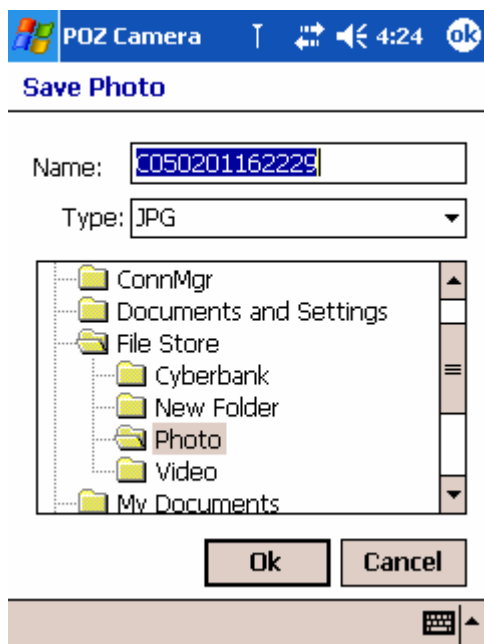 POZ Camera 4:24 ok
Save Photo
Name: C050201162229
Type: JPG
ConnMgr
Documents and Settings
File Store
Cyberbank
New Folder
Photo
Video
My Documents
Ok Cancel